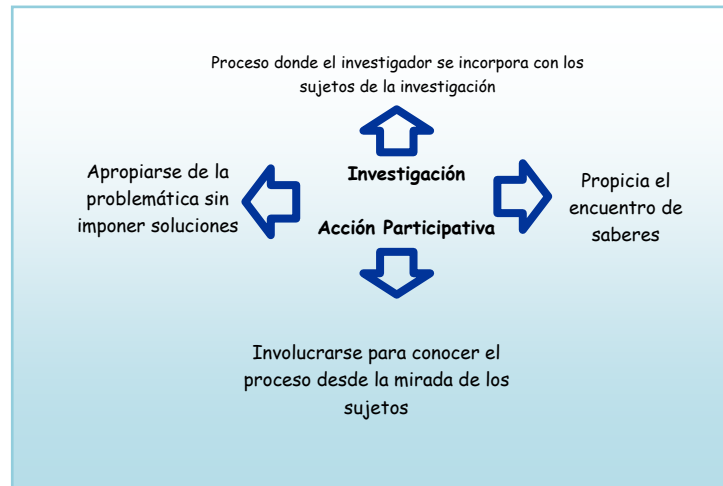 Proceso donde el investigador se incorpora con los
sujetos de la investigación
Apropiarse de la
problemática sin
imponer soluciones
Investigación
Acción Participativa
Propicia el
encuentro de
saberes
Involucrarse para conocer el
proceso desde la mirada de los
sujetos